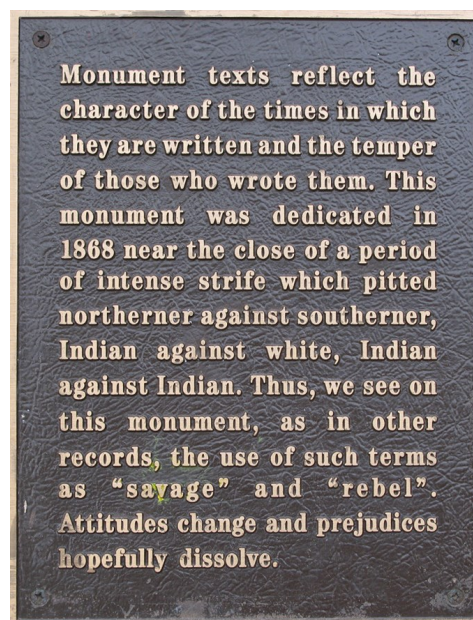 Monument texts reflect the
character of the times in which
they are written and the temper
of those who wrote them. This
monument was dedicated in
1868 near the close of a period
of intense strife which pitted
northerner against southerner,
Indian against white, Indian
against Indian. Thus, we see on
this monument, as in other
records, the use of such terms
as “savage” and “rebel”.
Attitudes change and prejudices
hopefully dissolve.